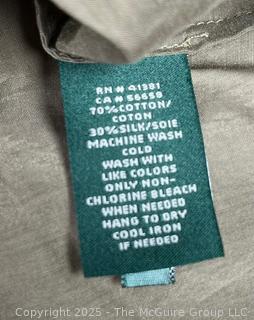 RN # 41381
CA # 56658
70%COTTON/
COTON
30%SILK/SOIE
MACHINE WASH
COLD
WASH WITH
LIKE COLORS
ONLY NON-
CHLORINE BLEACH
WHEN NEEDED
HANG TO DRY
COOL IRON
IF NEEDED
© Copyright 2025 - The McGuire Group LLC